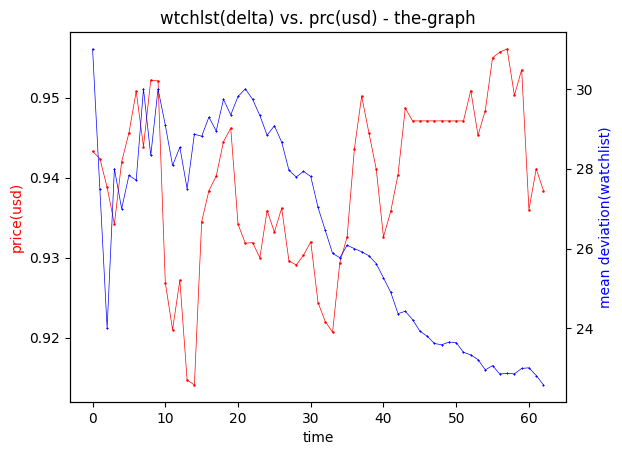 wtchlst(delta) vs. prc(usd) - the-graph
price(usd)
0.95
0.94
0.93
0.92
30
28
26
24
mean deviation(watchlist)
0 10 20 30 40 50 60
time